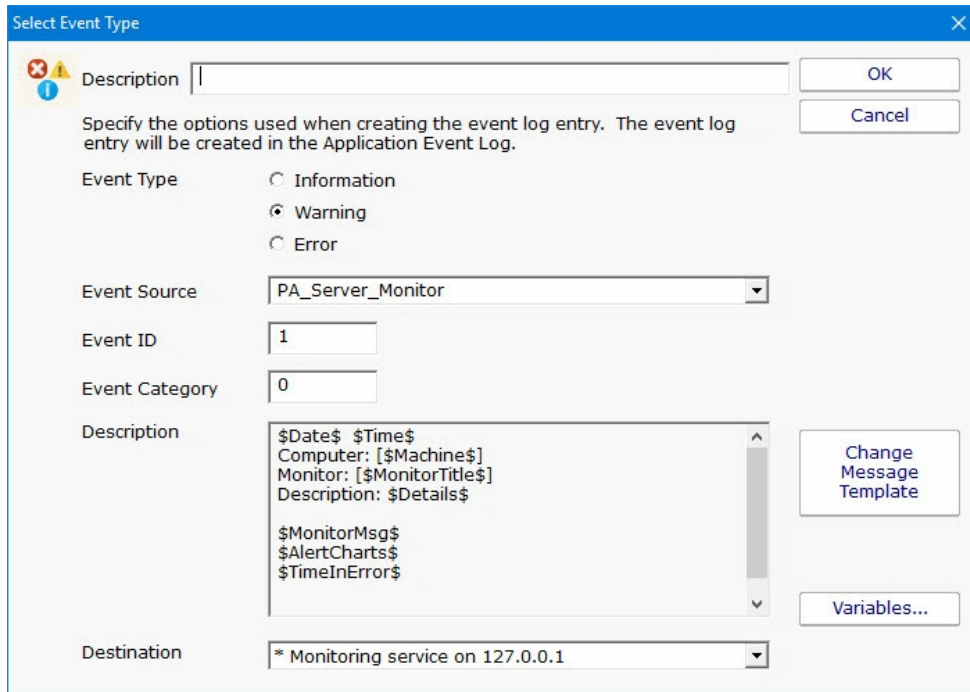 Select Event Type
Description
OK
Cancel
Specify the options used when creating the event log entry.  The event log
entry will be created in the Application Event Log.
Event Type
Information
Warning
Error
Event Source
PA_Server_Monitor
Event ID
1
Event Category
0
Description
$Date$  $Time$
Computer: [$Machine$]
Monitor: [$MonitorTitle$]
Description: $Details$
$MonitorMsg$
$AlertCharts$
$TimeInError$
Change
Message
Template
Variables...
Destination
* Monitoring service on 127.0.0.1